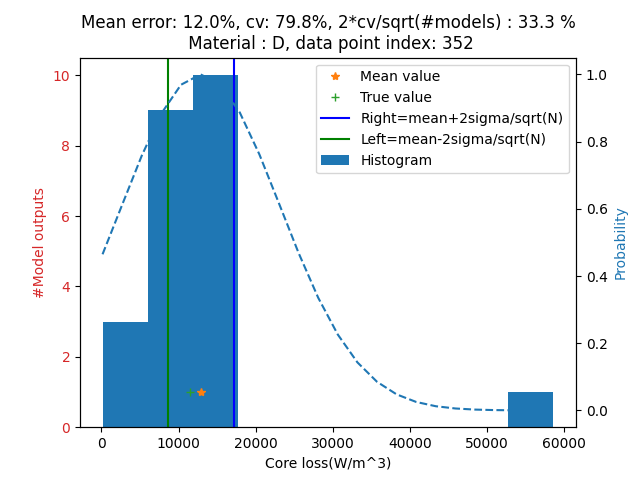 Mean error: 12.0%, cv: 79.8%, 2*cv/sqrt(#models) : 33.3 %
Material : D, data point index: 352
Mean value
True value
Right=mean+2sigma/sqrt(N)
Left=mean-2sigma/sqrt(N)
Histogram
10
8
6
4
2
0
#Model outputs
1.0
0.8
0.6
0.4
0.2
0.0
Probability
0 10000 20000 30000 40000 50000 60000
Core loss(W/m^3)